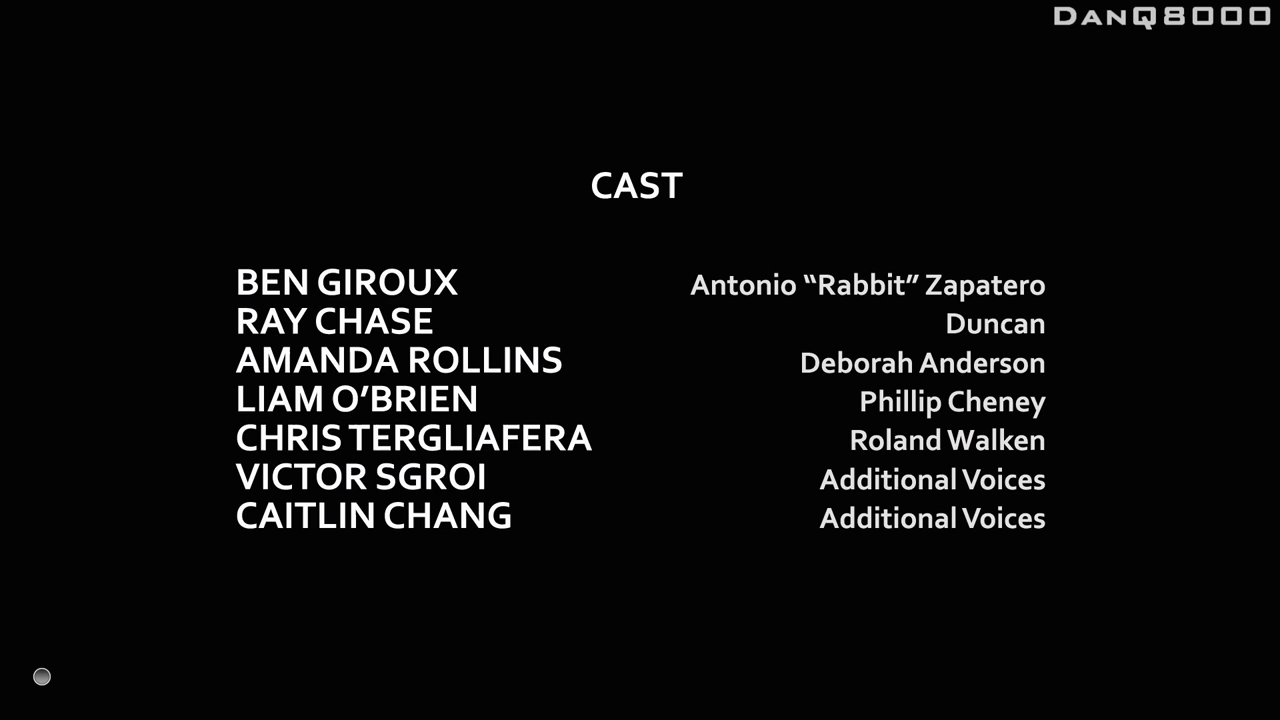 DanQ8000
CAST
BEN GIROUX Antonio “Rabbit” Zapatero
RAY CHASE Duncan
AMANDA ROLLINS Deborah Anderson
LIAM O’BRIEN Phillip Cheney
CHRIS TERGLIAFERA Roland Walken
VICTOR SGROI Additional Voices
CAITLIN CHANG Additional Voices